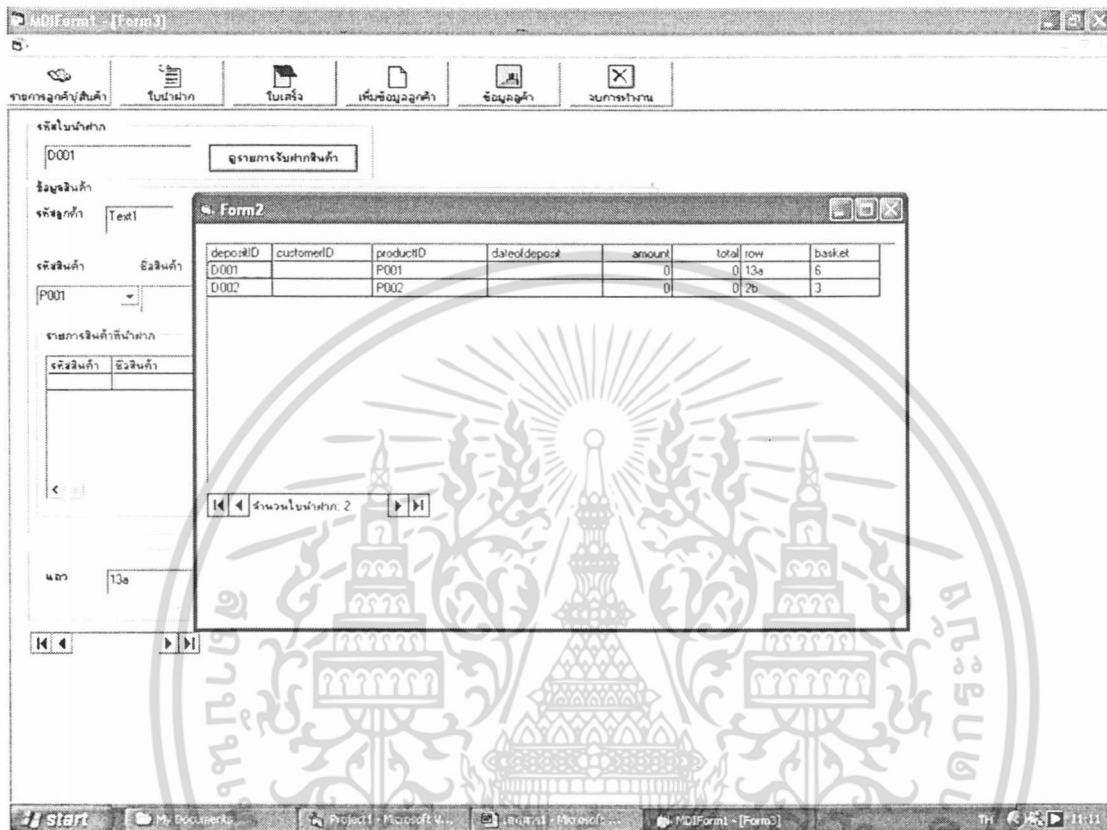 MDIForm1 - [Form3]
รายการลูกค้า/สินค้า ใบนำฝาก ใบเสร็จ เพิ่มข้อมูลลูกค้า ข้อมูลลูกค้า จบการทำงาน
รหัสใบนำฝาก
D001 ดูรายการรับฝากสินค้า
ข้อมูลสินค้า
รหัสลูกค้า Text1
รหัสสินค้า ชื่อสินค้า
P001
รายการสินค้าที่นำฝาก
รหัสสินค้า ชื่อสินค้า
แถว 13a
Form2
depositID customerID productID dateofdeposit amount total row basket
D001 P001 0 0 13a 6
D002 P002 0 0 2b 3
จำนวนใบนำฝาก: 2
start My Documents Project1 - Microsoft V... เอกสาร1 - Microsoft ... MDIForm1 - [Form3] TH 11:11